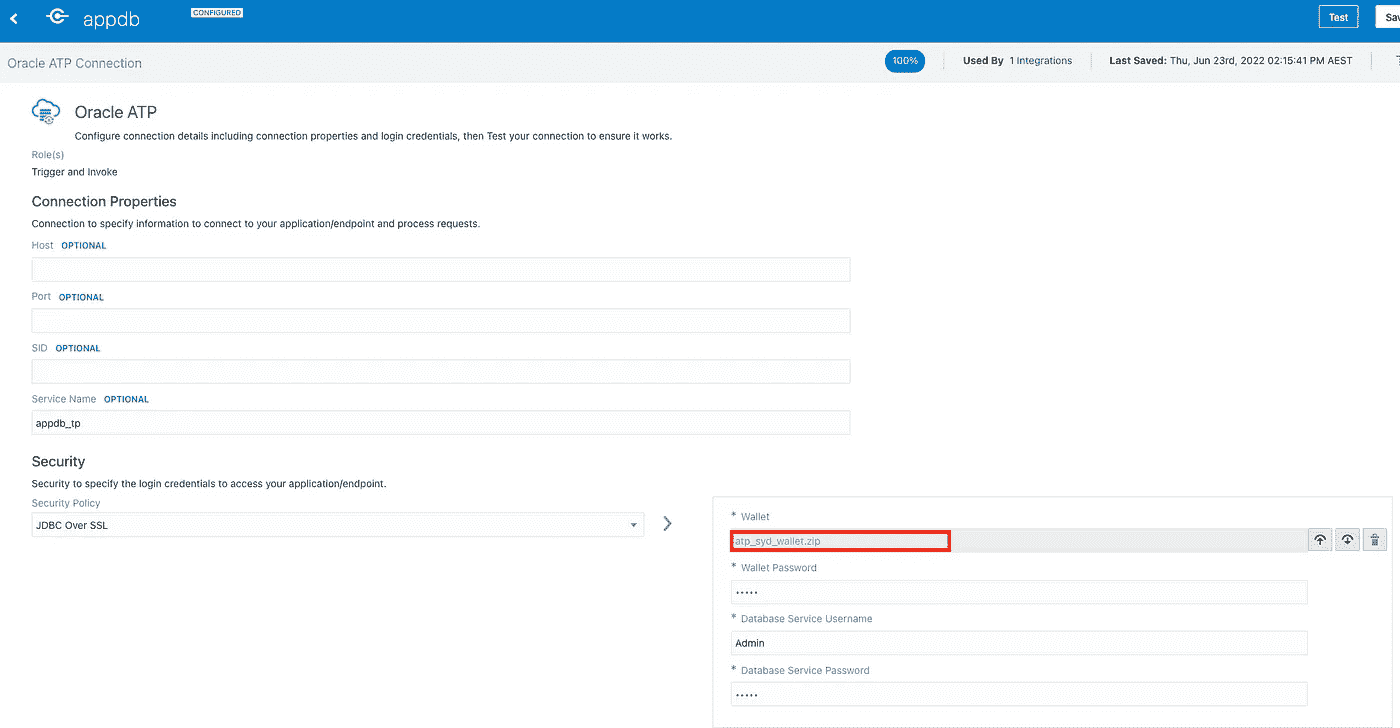 appdb
CONFIGURED
Test
Oracle ATP Connection
100%
Used By 1 Integrations
Last Saved: Thu, Jun 23rd, 2022 02:15:41 PM AEST
Oracle ATP
Configure connection details including connection properties and login credentials, then Test your connection to ensure it works.
Role(s)
Trigger and Invoke
Connection Properties
Connection to specify information to connect to your application/endpoint and process requests.
Host OPTIONAL
Port OPTIONAL
SID OPTIONAL
Service Name OPTIONAL
appdb_tp
Security
Security to specify the login credentials to access your application/endpoint.
Security Policy
JDBC Over SSL
* Wallet
atp_syd_wallet.zip
* Wallet Password
•••••
* Database Service Username
Admin
* Database Service Password
•••••